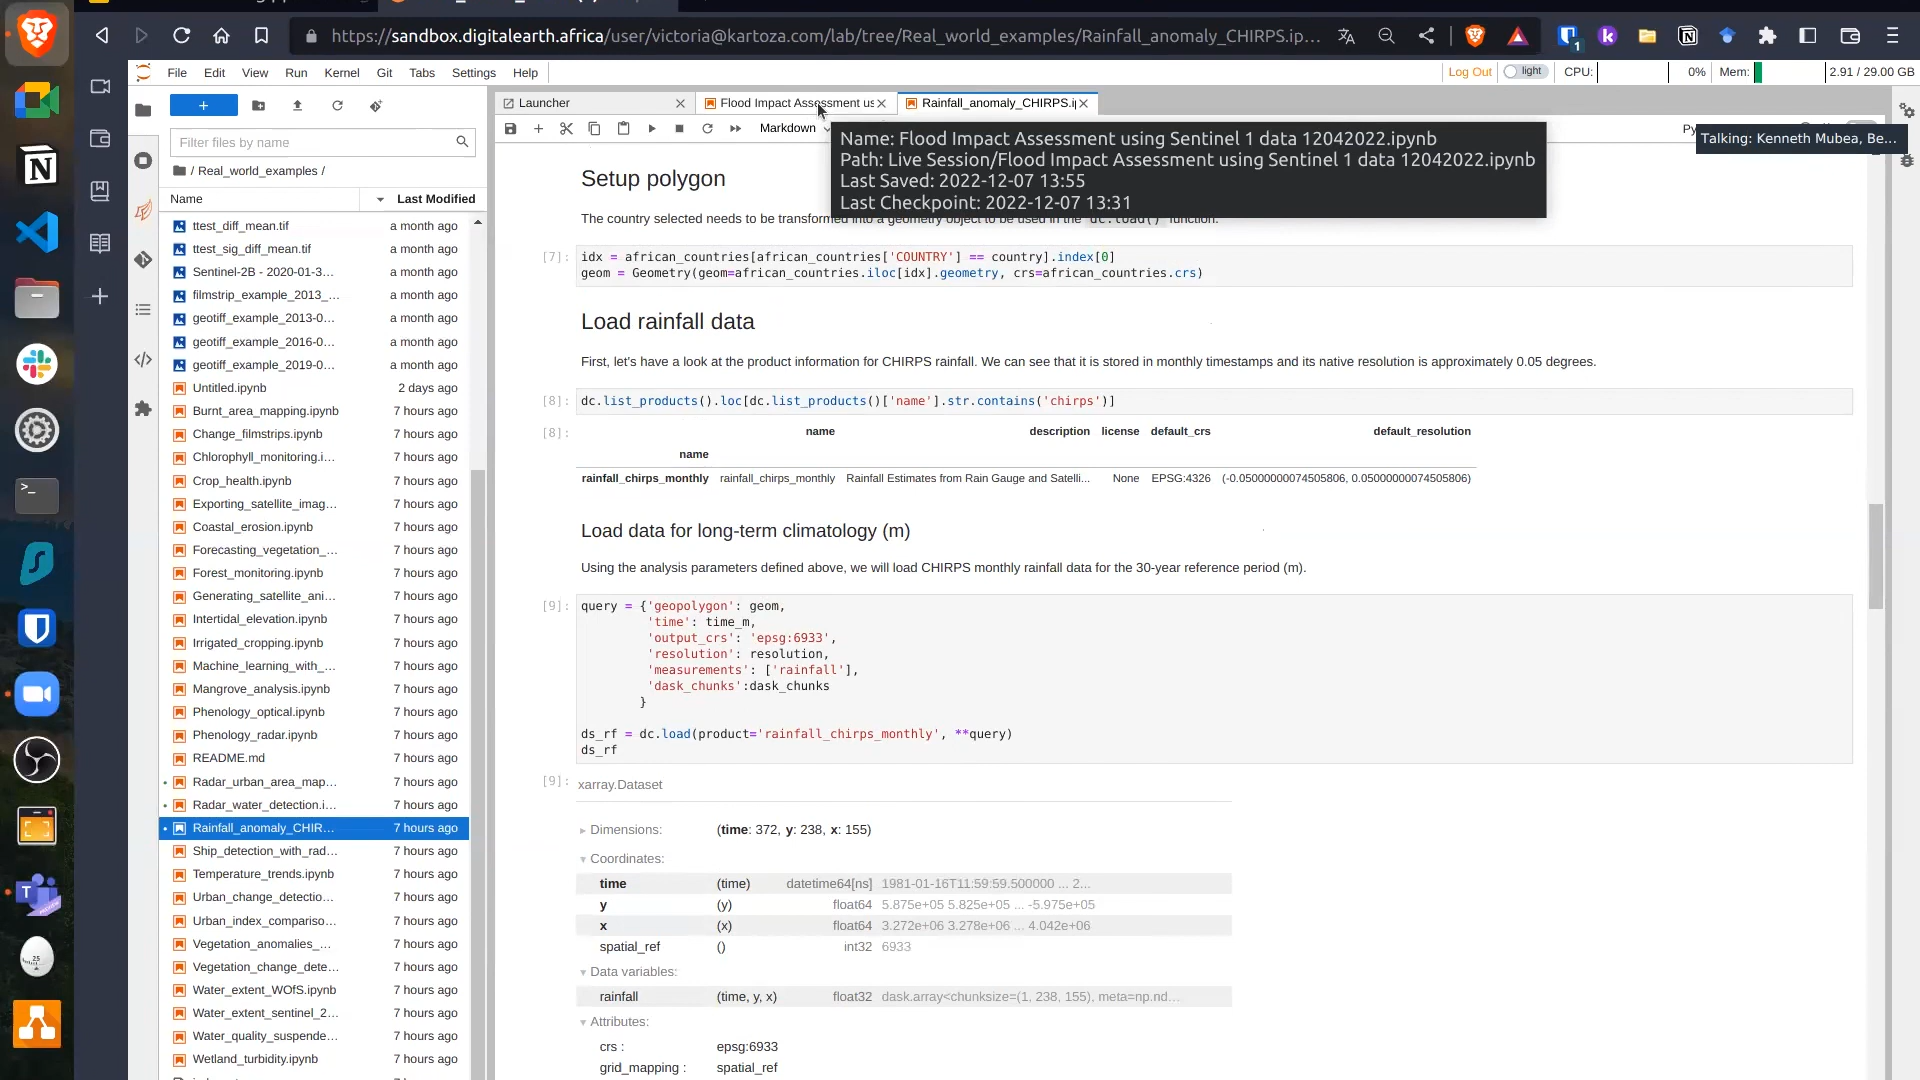 https://sandbox.digitalearth.africa/user/victoria@kartoza.com/lab/tree/Real_world_examples/Rainfall_anomaly_CHIRPS.ip...
1
File Edit View Run Kernel Git Tabs Settings Help
Log Out light CPU: 0% Mem: 2.91 / 29.00 GB
Launcher
Flood Impact Assessment us
Rainfall_anomaly_CHIRPS.i
Filter files by name
Markdown
Py
Talking: Kenneth Mubea, Be...
Name: Flood Impact Assessment using Sentinel 1 data 12042022.ipynb
Path: Live Session/Flood Impact Assessment using Sentinel 1 data 12042022.ipynb
Last Saved: 2022-12-07 13:55
Last Checkpoint: 2022-12-07 13:31
/ Real_world_examples /
Name Last Modified
ttest_diff_mean.tif a month ago
ttest_sig_diff_mean.tif a month ago
Sentinel-2B - 2020-01-3... a month ago
filmstrip_example_2013_... a month ago
geotiff_example_2013-0... a month ago
geotiff_example_2016-0... a month ago
geotiff_example_2019-0... a month ago
Untitled.ipynb 2 days ago
Burnt_area_mapping.ipynb 7 hours ago
Change_filmstrips.ipynb 7 hours ago
Chlorophyll_monitoring.i... 7 hours ago
Crop_health.ipynb 7 hours ago
Exporting_satellite_imag... 7 hours ago
Coastal_erosion.ipynb 7 hours ago
Forecasting_vegetation_... 7 hours ago
Forest_monitoring.ipynb 7 hours ago
Generating_satellite_ani... 7 hours ago
Intertidal_elevation.ipynb 7 hours ago
Irrigated_cropping.ipynb 7 hours ago
Machine_learning_with_... 7 hours ago
Mangrove_analysis.ipynb 7 hours ago
Phenology_optical.ipynb 7 hours ago
Phenology_radar.ipynb 7 hours ago
README.md 7 hours ago
Radar_urban_area_map... 7 hours ago
Radar_water_detection.i... 7 hours ago
Rainfall_anomaly_CHIR... 7 hours ago
Ship_detection_with_rad... 7 hours ago
Temperature_trends.ipynb 7 hours ago
Urban_change_detectio... 7 hours ago
Urban_index_compariso... 7 hours ago
Vegetation_anomalies_... 7 hours ago
Vegetation_change_dete... 7 hours ago
Water_extent_WOfS.ipynb 7 hours ago
Water_extent_sentinel_2... 7 hours ago
Water_quality_suspende... 7 hours ago
Wetland_turbidity.ipynb 7 hours ago
Setup polygon
The country selected needs to be transformed into a geometry object to be used in the dc.load() function.
[7]: idx = african_countries[african_countries['COUNTRY'] == country].index[0]
geom = Geometry(geom=african_countries.iloc[idx].geometry, crs=african_countries.crs)
Load rainfall data
First, let's have a look at the product information for CHIRPS rainfall. We can see that it is stored in monthly timestamps and its native resolution is approximately 0.05 degrees.
[8]: dc.list_products().loc[dc.list_products()['name'].str.contains('chirps')]
[8]: name description license default_crs default_resolution
name
rainfall_chirps_monthly rainfall_chirps_monthly Rainfall Estimates from Rain Gauge and Satelli... None EPSG:4326 (-0.05000000074505806, 0.05000000074505806)
Load data for long-term climatology (m)
Using the analysis parameters defined above, we will load CHIRPS monthly rainfall data for the 30-year reference period (m).
[9]: query = {'geopolygon': geom,
'time': time_m,
'output_crs': 'epsg:6933',
'resolution': resolution,
'measurements': ['rainfall'],
'dask_chunks':dask_chunks
}
ds_rf = dc.load(product='rainfall_chirps_monthly', **query)
ds_rf
[9]: xarray.Dataset
Dimensions: (time: 372, y: 238, x: 155)
Coordinates:
time (time) datetime64[ns] 1981-01-16T11:59:59.500000 ... 2...
y (y) float64 5.875e+05 5.825e+05 ... -5.975e+05
x (x) float64 3.272e+06 3.278e+06 ... 4.042e+06
spatial_ref () int32 6933
Data variables:
rainfall (time, y, x) float32 dask.array<chunksize=(1, 238, 155), meta=np.nd...
Attributes:
crs : epsg:6933
grid_mapping : spatial_ref